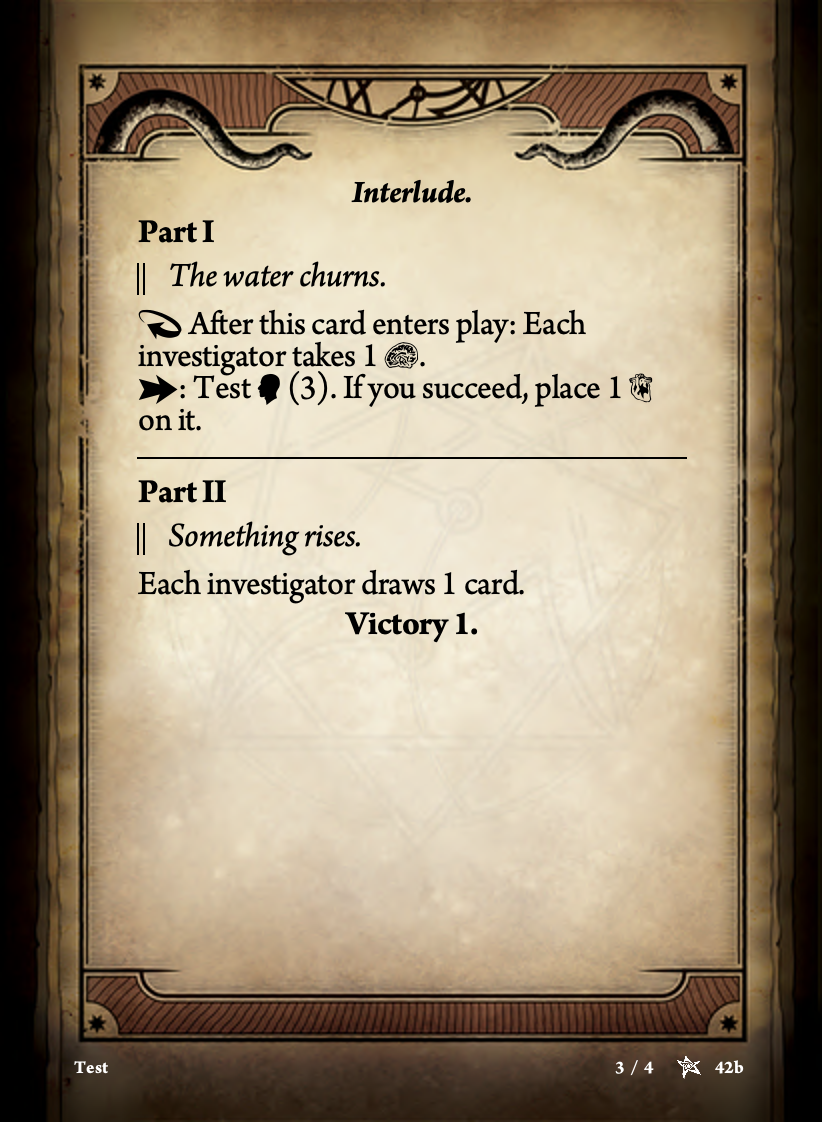 Interlude.
Part I
The water churns.
After this card enters play: Each
investigator takes 1 .
: Test (3). If you succeed, place 1
on it.
Part II
Something rises.
Each investigator draws 1 card.
Victory 1.
Test
3 / 4 42b